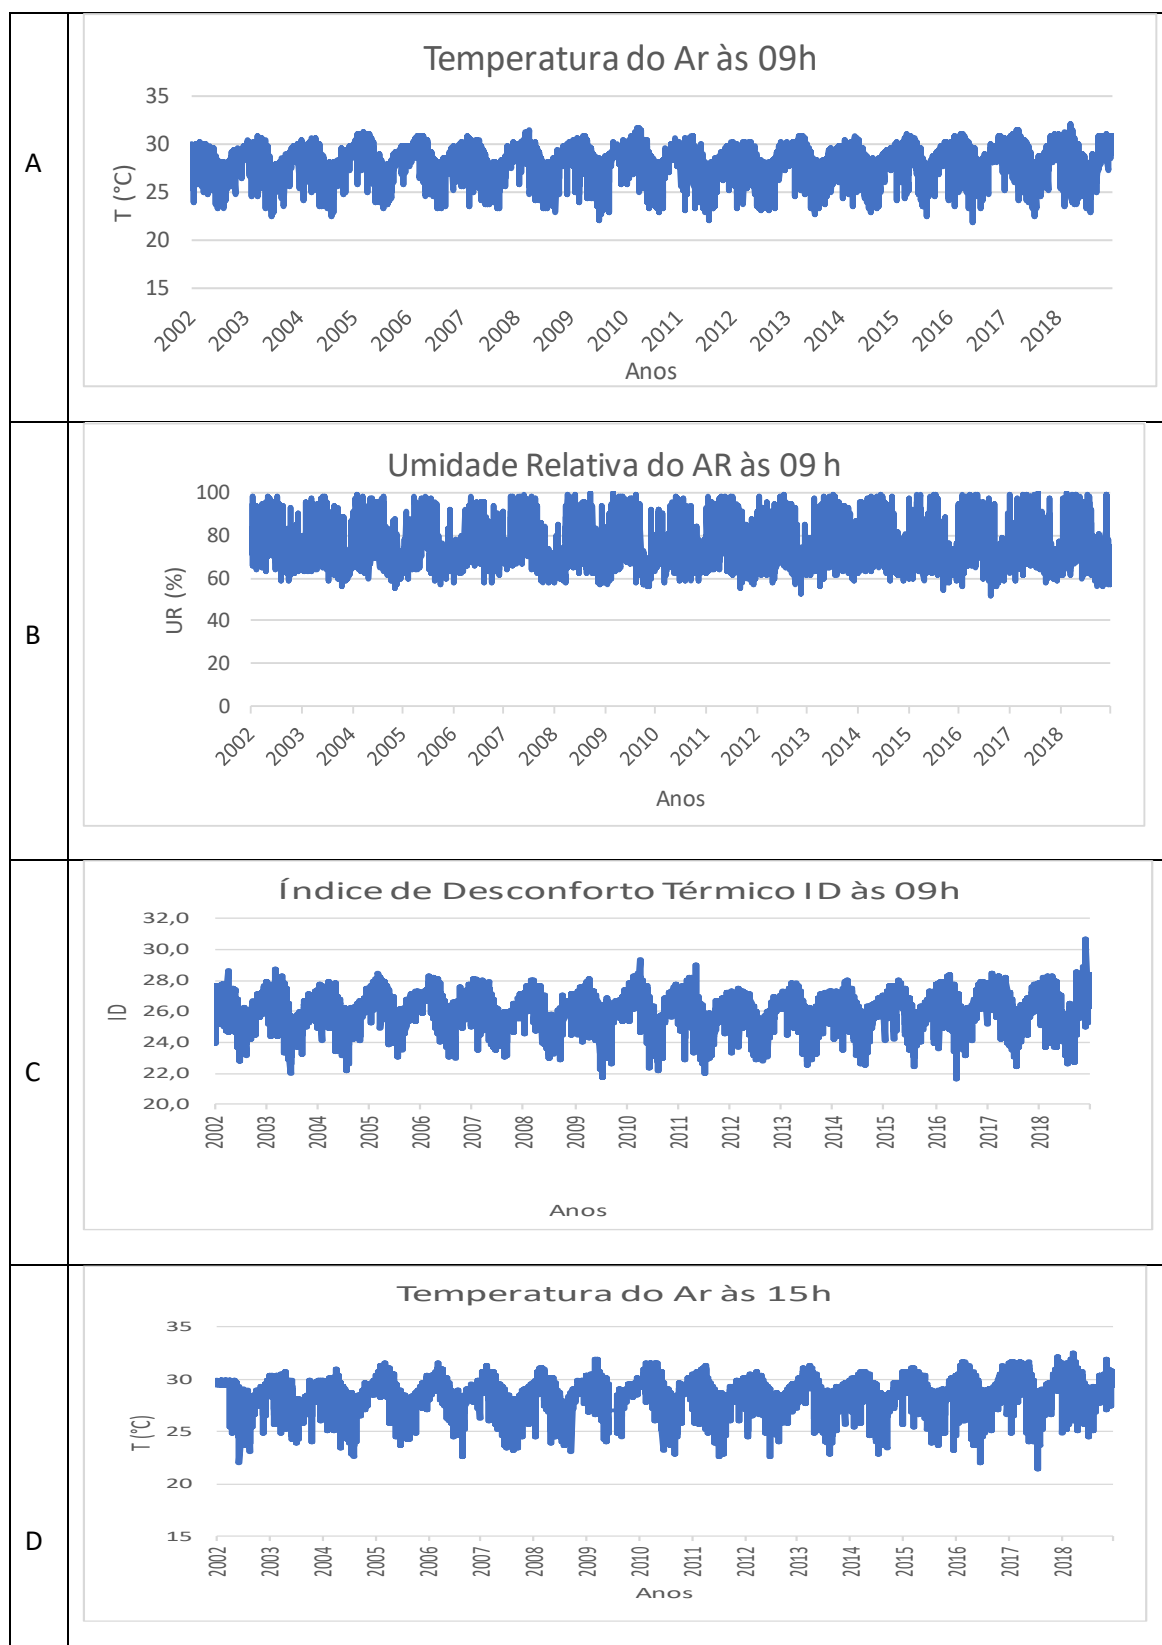 A
Temperatura do Ar às 09h
35
30
25
20
15
T (°C)
2002 2003 2004 2005 2006 2007 2008 2009 2010 2011 2012 2013 2014 2015 2016 2017 2018
Anos
B
Umidade Relativa do AR às 09 h
100
80
60
40
20
0
UR (%)
2002 2003 2004 2005 2006 2007 2008 2009 2010 2011 2012 2013 2014 2015 2016 2017 2018
Anos
C
Índice de Desconforto Térmico ID às 09h
32,0
30,0
28,0
26,0
24,0
22,0
20,0
ID
2002 2003 2004 2005 2006 2007 2008 2009 2010 2011 2012 2013 2014 2015 2016 2017 2018
Anos
D
Temperatura do Ar às 15h
35
30
25
20
15
T (°C)
2002 2003 2004 2005 2006 2007 2008 2009 2010 2011 2012 2013 2014 2015 2016 2017 2018
Anos